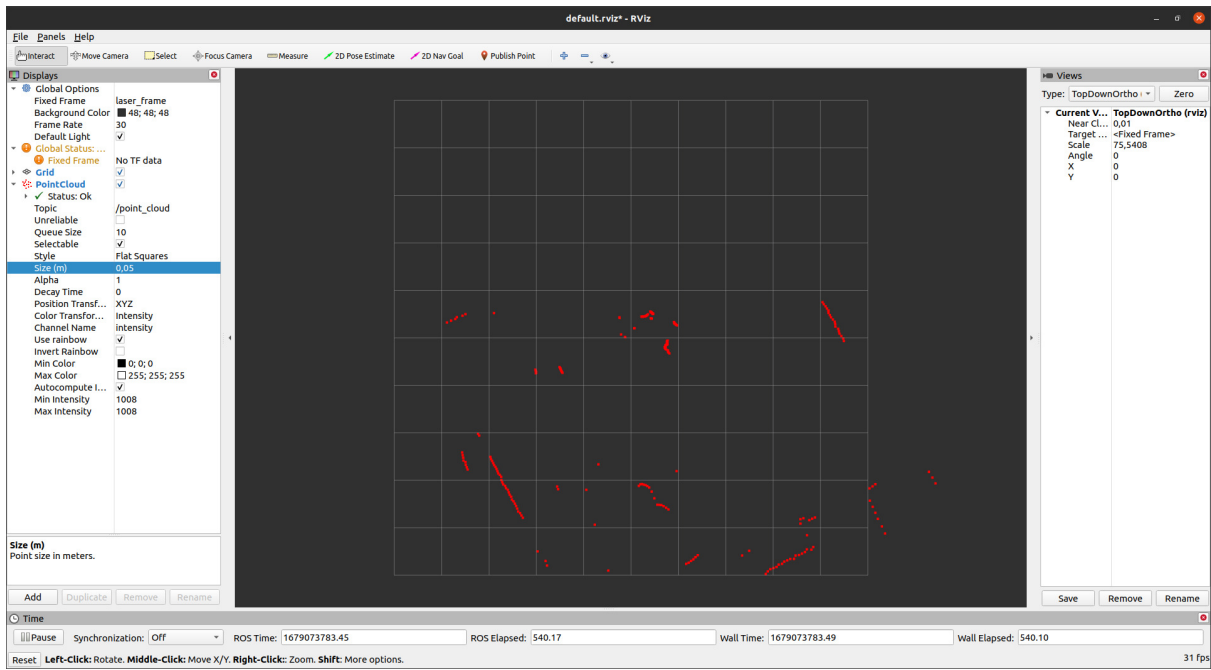 default.rviz* - RViz
File Panels Help
Interact Move Camera Select Focus Camera Measure 2D Pose Estimate 2D Nav Goal Publish Point
Displays
Global Options
Fixed Frame laser_frame
Background Color 48; 48; 48
Frame Rate 30
Default Light
Global Status: ...
Fixed Frame No TF data
Grid
PointCloud
Status: Ok
Topic /point_cloud
Unreliable
Queue Size 10
Selectable
Style Flat Squares
Size (m) 0,05
Alpha 1
Decay Time 0
Position Transf... XYZ
Color Transfor... Intensity
Channel Name intensity
Use rainbow
Invert Rainbow
Min Color 0; 0; 0
Max Color 255; 255; 255
Autocompute I...
Min Intensity 1008
Max Intensity 1008
Size (m)
Point size in meters.
Add Duplicate Remove Rename
Views
Type: TopDownOrtho Zero
Current V... TopDownOrtho (rviz)
Near Cl... 0,01
Target ... <Fixed Frame>
Scale 75,5408
Angle 0
X 0
Y 0
Save Remove Rename
Time
Pause Synchronization: Off ROS Time: 1679073783.45 ROS Elapsed: 540.17 Wall Time: 1679073783.49 Wall Elapsed: 540.10
Reset Left-Click: Rotate. Middle-Click: Move X/Y. Right-Click:: Zoom. Shift: More options. 31 fps